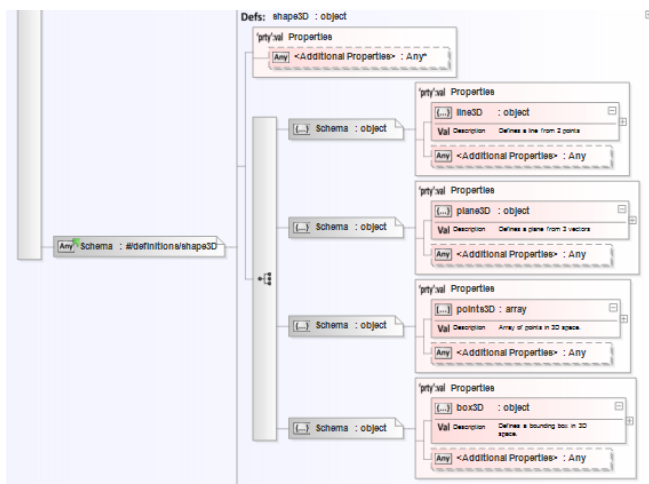 Defs: shape3D : object
'prty':val Properties
Any <Additional Properties> : Any*
'prty':val Properties
{...} line3D : object
Val Description Defines a line from 2 points
Any <Additional Properties> : Any
{...} Schema : object
'prty':val Properties
{...} plane3D : object
Val Description Defines a plane from 3 vectors
Any <Additional Properties> : Any
{...} Schema : object
Any Schema : #/definitions/shape3D
'prty':val Properties
{...} points3D : array
Val Description Array of points in 3D space.
Any <Additional Properties> : Any
{...} Schema : object
'prty':val Properties
{...} box3D : object
Val Description Defines a bounding box in 3D
space.
Any <Additional Properties> : Any
{...} Schema : object